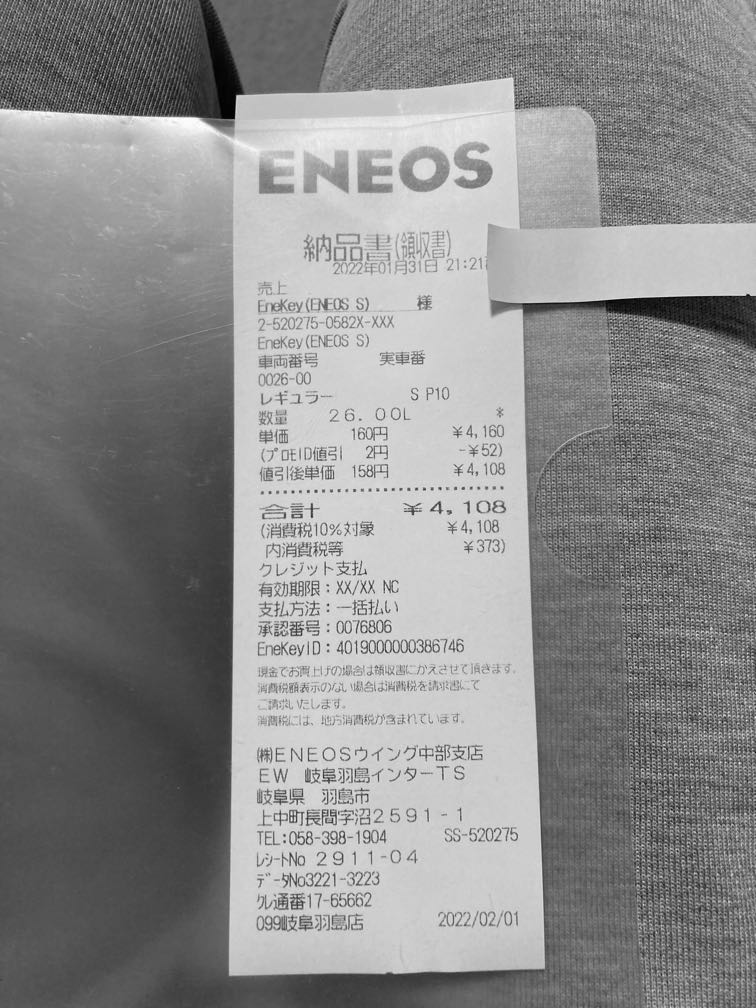 ENEOS
納品書(領収書)
2022年01月31日 21:21
売上
EneKey(ENEOS S) 様
2-520275-0582X-XXX
EneKey(ENEOS S)
車両番号 実車番
0026-00
レギュラー S P10
数量 26.00L *
単価 160円 ¥4,160
(プロモID値引 2円 -¥52)
値引後単価 158円 ¥4,108
合計 ¥4,108
(消費税10%対象 ¥4,108
内消費税等 ¥373)
クレジット支払
有効期限:XX/XX NC
支払方法:一括払い
承認番号:0076806
EneKeyID:4019000000386746
現金でお買上げの場合は領収書にかえさせて頂きます。
消費税額表示のない場合は消費税を請求書にて
ご請求いたします。
消費税には、地方消費税が含まれています。
㈱ENEOSウイング中部支店
EW 岐阜羽島インターTS
岐阜県 羽島市
上中町長間字沼2591-1
TEL:058-398-1904 SS-520275
レシートNo 2911-04
データNo3221-3223
クレ通番17-65662
099岐阜羽島店 2022/02/01